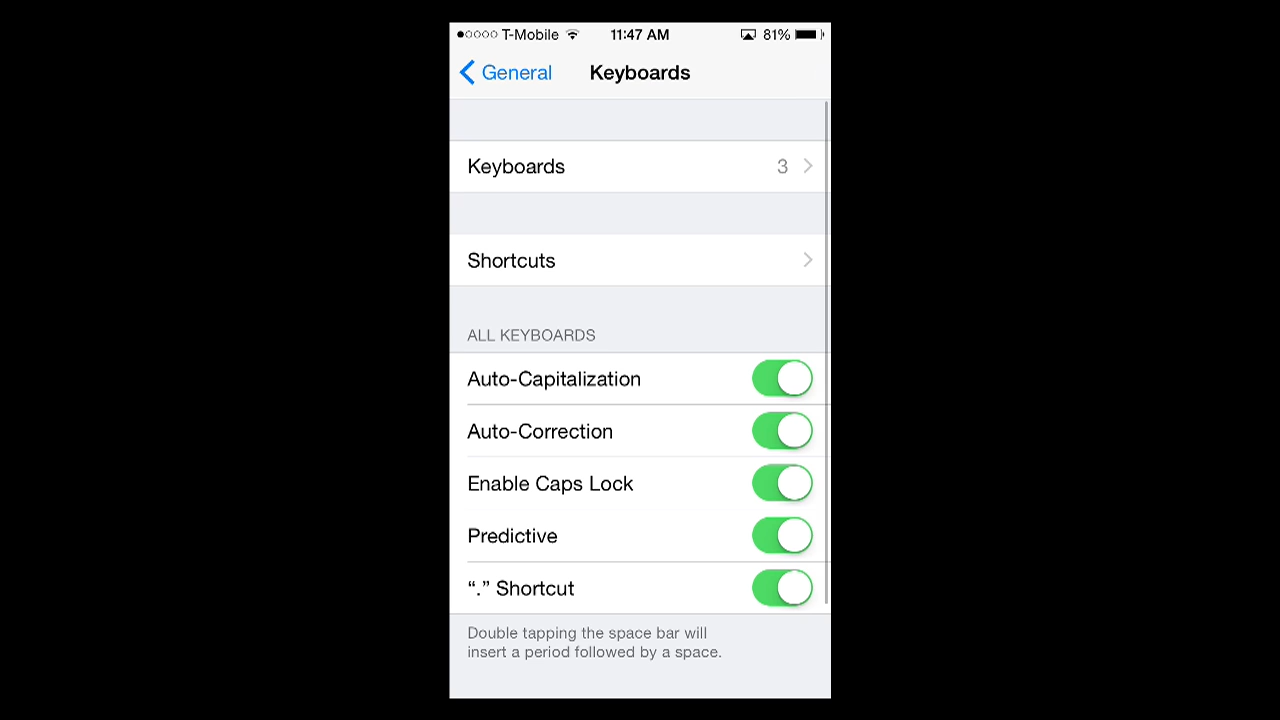 T-Mobile 11:47 AM 81%
General Keyboards
Keyboards 3
Shortcuts
ALL KEYBOARDS
Auto-Capitalization
Auto-Correction
Enable Caps Lock
Predictive
“.” Shortcut
Double tapping the space bar will
insert a period followed by a space.